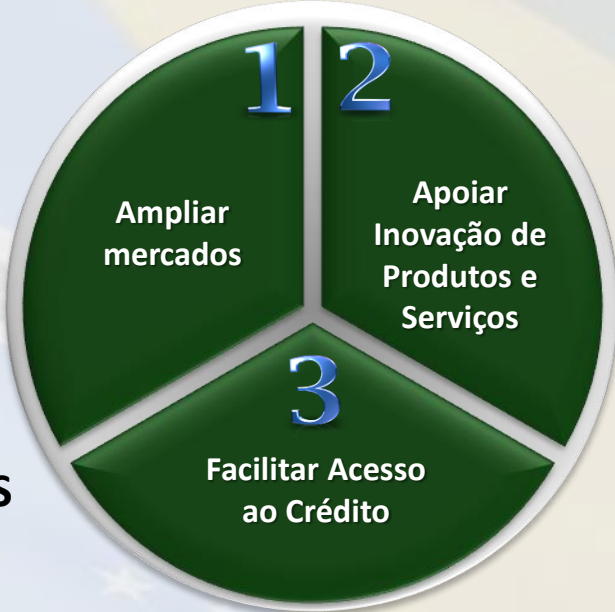 1
Ampliar
mercados
2
Apoiar
Inovação de
Produtos e
Serviços
3
Facilitar Acesso
ao Crédito
S